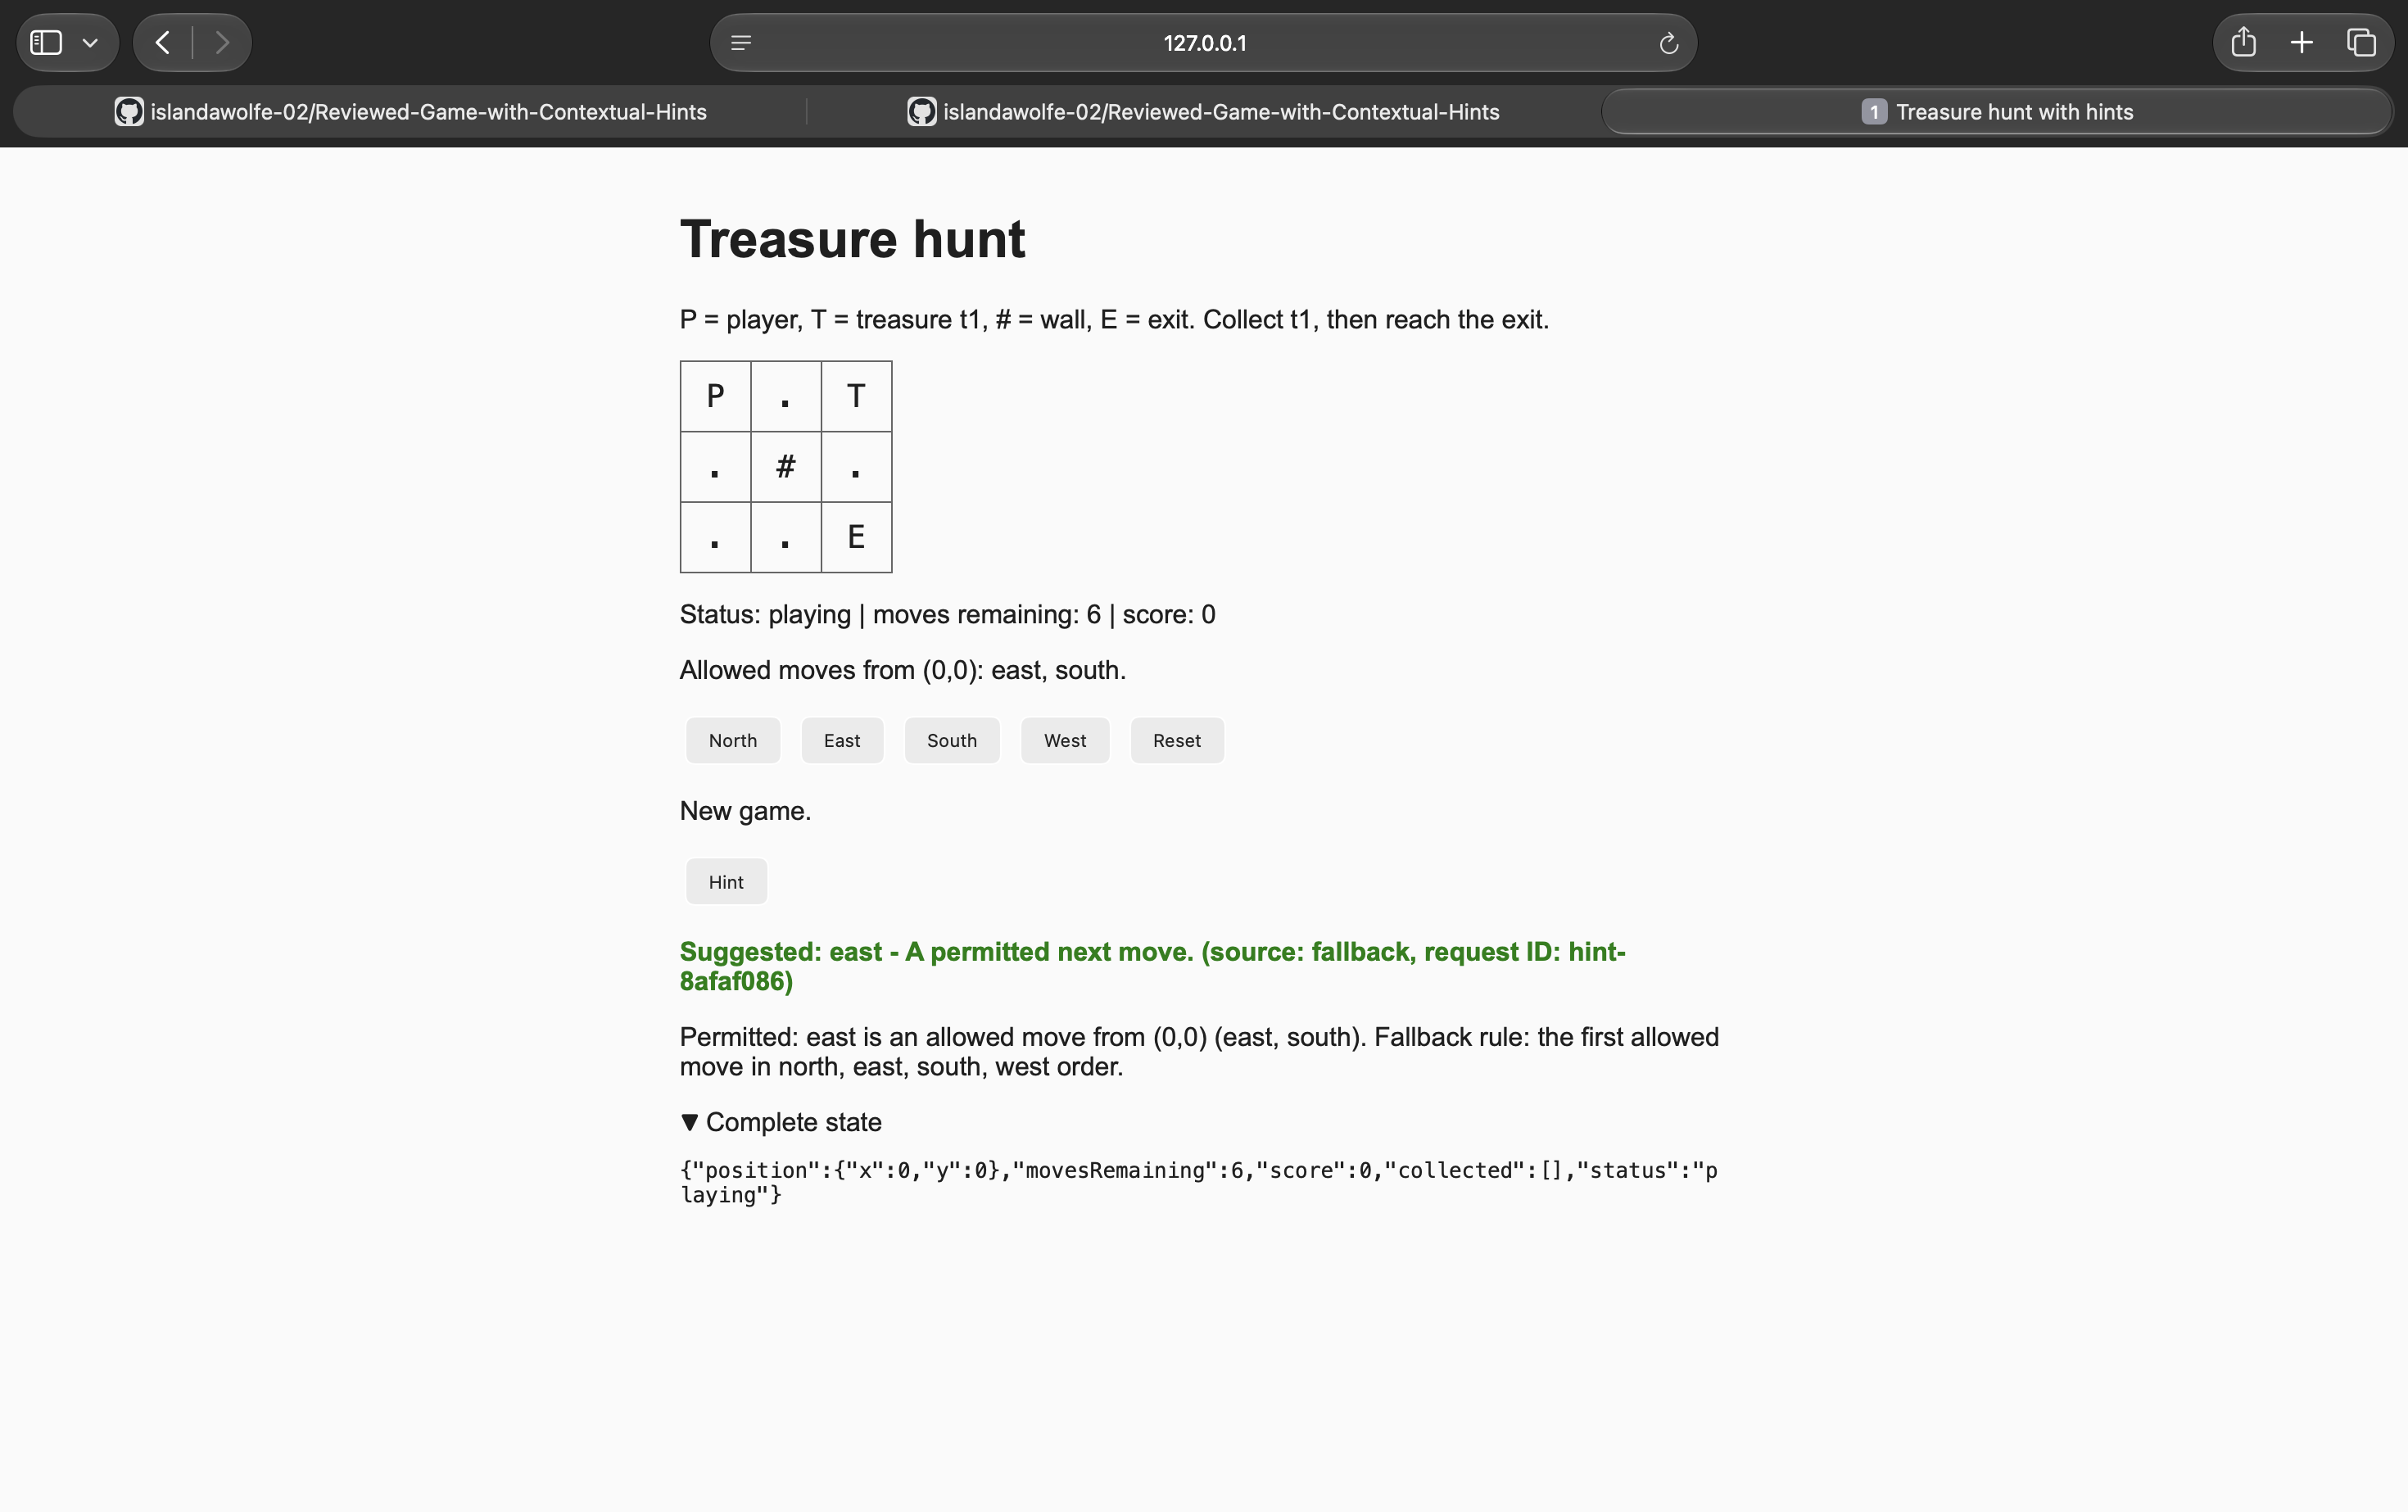 127.0.0.1
islandawolfe-02/Reviewed-Game-with-Contextual-Hints
islandawolfe-02/Reviewed-Game-with-Contextual-Hints
1 Treasure hunt with hints
Treasure hunt
P = player, T = treasure t1, # = wall, E = exit. Collect t1, then reach the exit.
P . T
. # .
. . E
Status: playing | moves remaining: 6 | score: 0
Allowed moves from (0,0): east, south.
North East South West Reset
New game.
Hint
Suggested: east - A permitted next move. (source: fallback, request ID: hint-
8afaf086)
Permitted: east is an allowed move from (0,0) (east, south). Fallback rule: the first allowed
move in north, east, south, west order.
▼ Complete state
{"position":{"x":0,"y":0},"movesRemaining":6,"score":0,"collected":[],"status":"p
laying"}